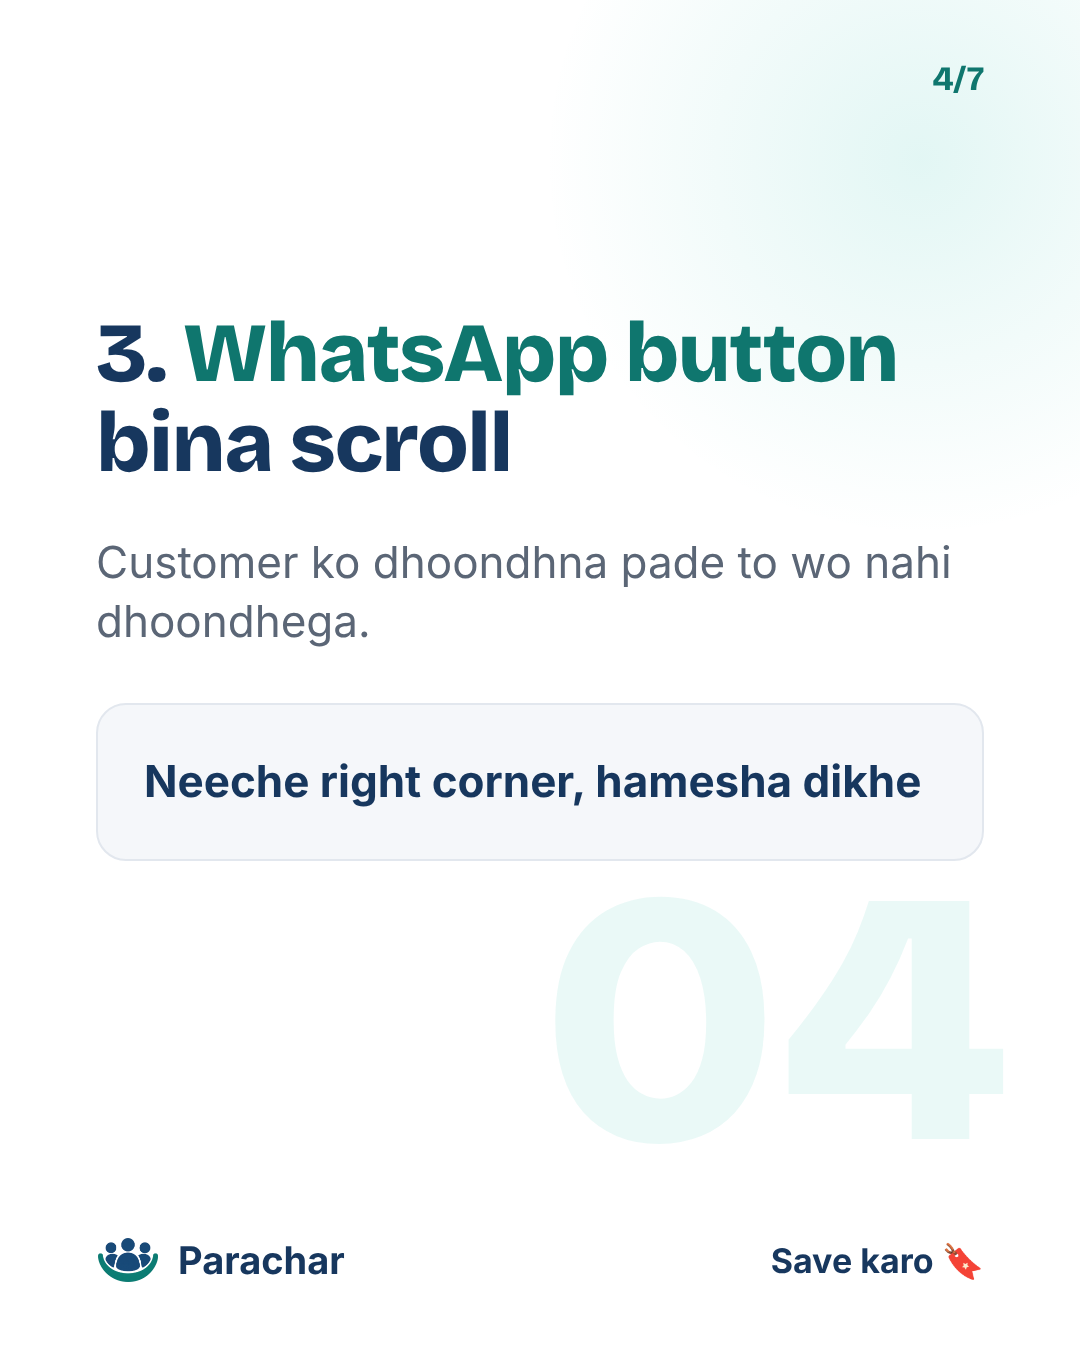 4/7
3. WhatsApp button
bina scroll
Customer ko dhoondhna pade to wo nahi
dhoondhega.
Neeche right corner, hamesha dikhe
04
Parachar
Save karo 🔖